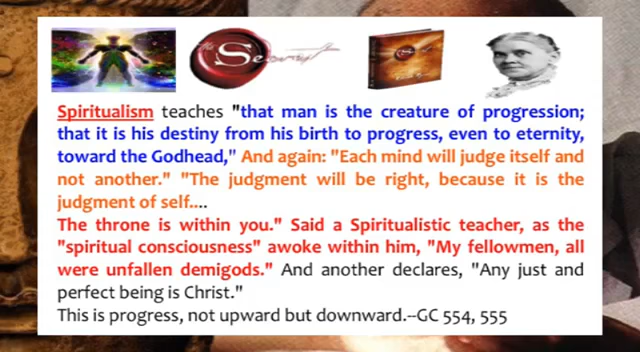 The Secret
Spiritualism teaches "that man is the creature of progression;
that it is his destiny from his birth to progress, even to eternity,
toward the Godhead," And again: "Each mind will judge itself and
not another." "The judgment will be right, because it is the
judgment of self....
The throne is within you." Said a Spiritualistic teacher, as the
"spiritual consciousness" awoke within him, "My fellowmen, all
were unfallen demigods." And another declares, "Any just and
perfect being is Christ."
This is progress, not upward but downward.--GC 554, 555